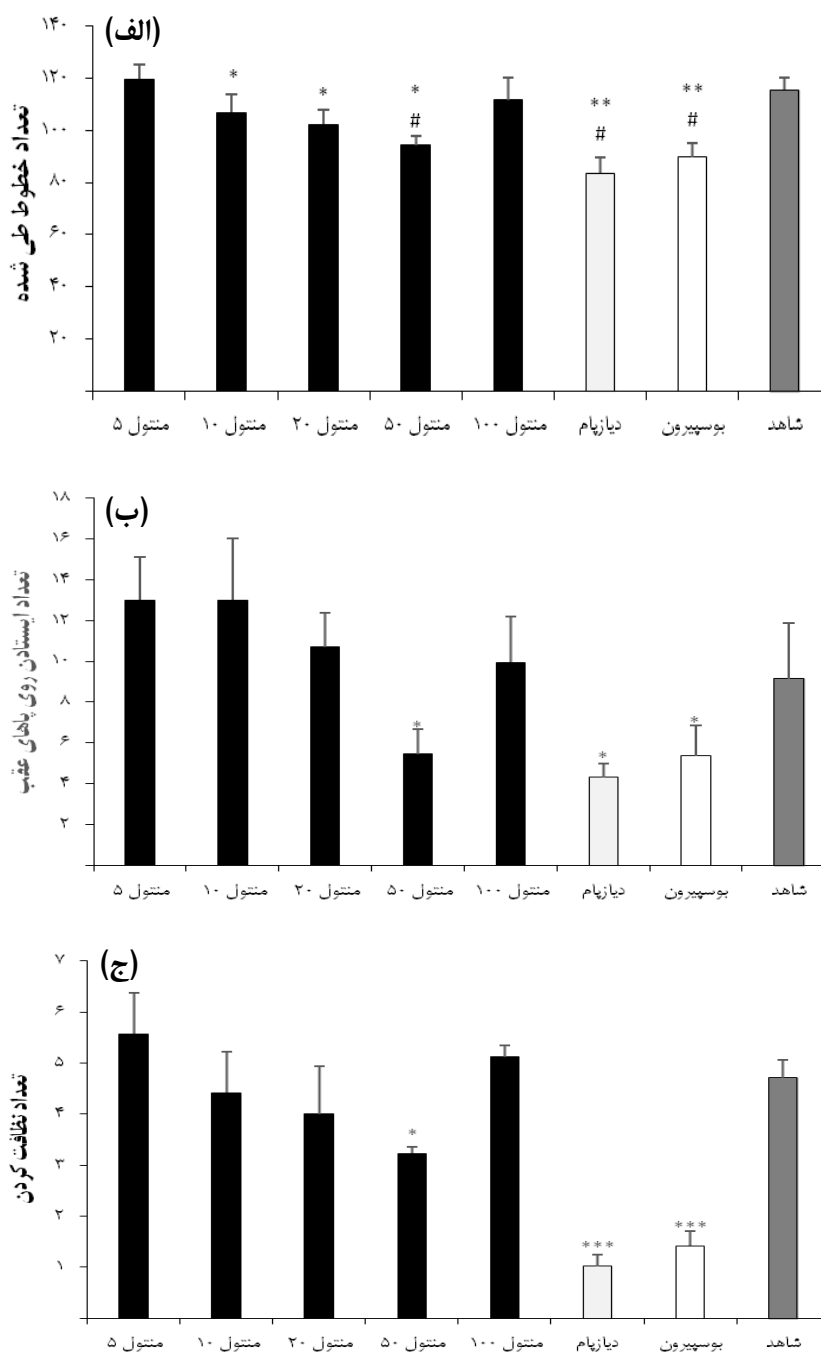 (الف)
تعداد خطوط طی شده
۱۴۰
۱۲۰
۱۰۰
۸۰
۶۰
۴۰
۲۰
*
*
*
#
**
#
**
#
منتول ۵
منتول ۱۰
منتول ۲۰
منتول ۵۰
منتول ۱۰۰
دیازپام
بوسپیرون
شاهد
(ب)
تعداد ایستادن روی پاهای عقب
۱۸
۱۶
۱۴
۱۲
۱۰
۸
۶
۴
۲
*
*
*
منتول ۵
منتول ۱۰
منتول ۲۰
منتول ۵۰
منتول ۱۰۰
دیازپام
بوسپیرون
شاهد
(ج)
تعداد نظافت کردن
۷
۶
۵
۴
۳
۲
۱
*
***
***
منتول ۵
منتول ۱۰
منتول ۲۰
منتول ۵۰
منتول ۱۰۰
دیازپام
بوسپیرون
شاهد